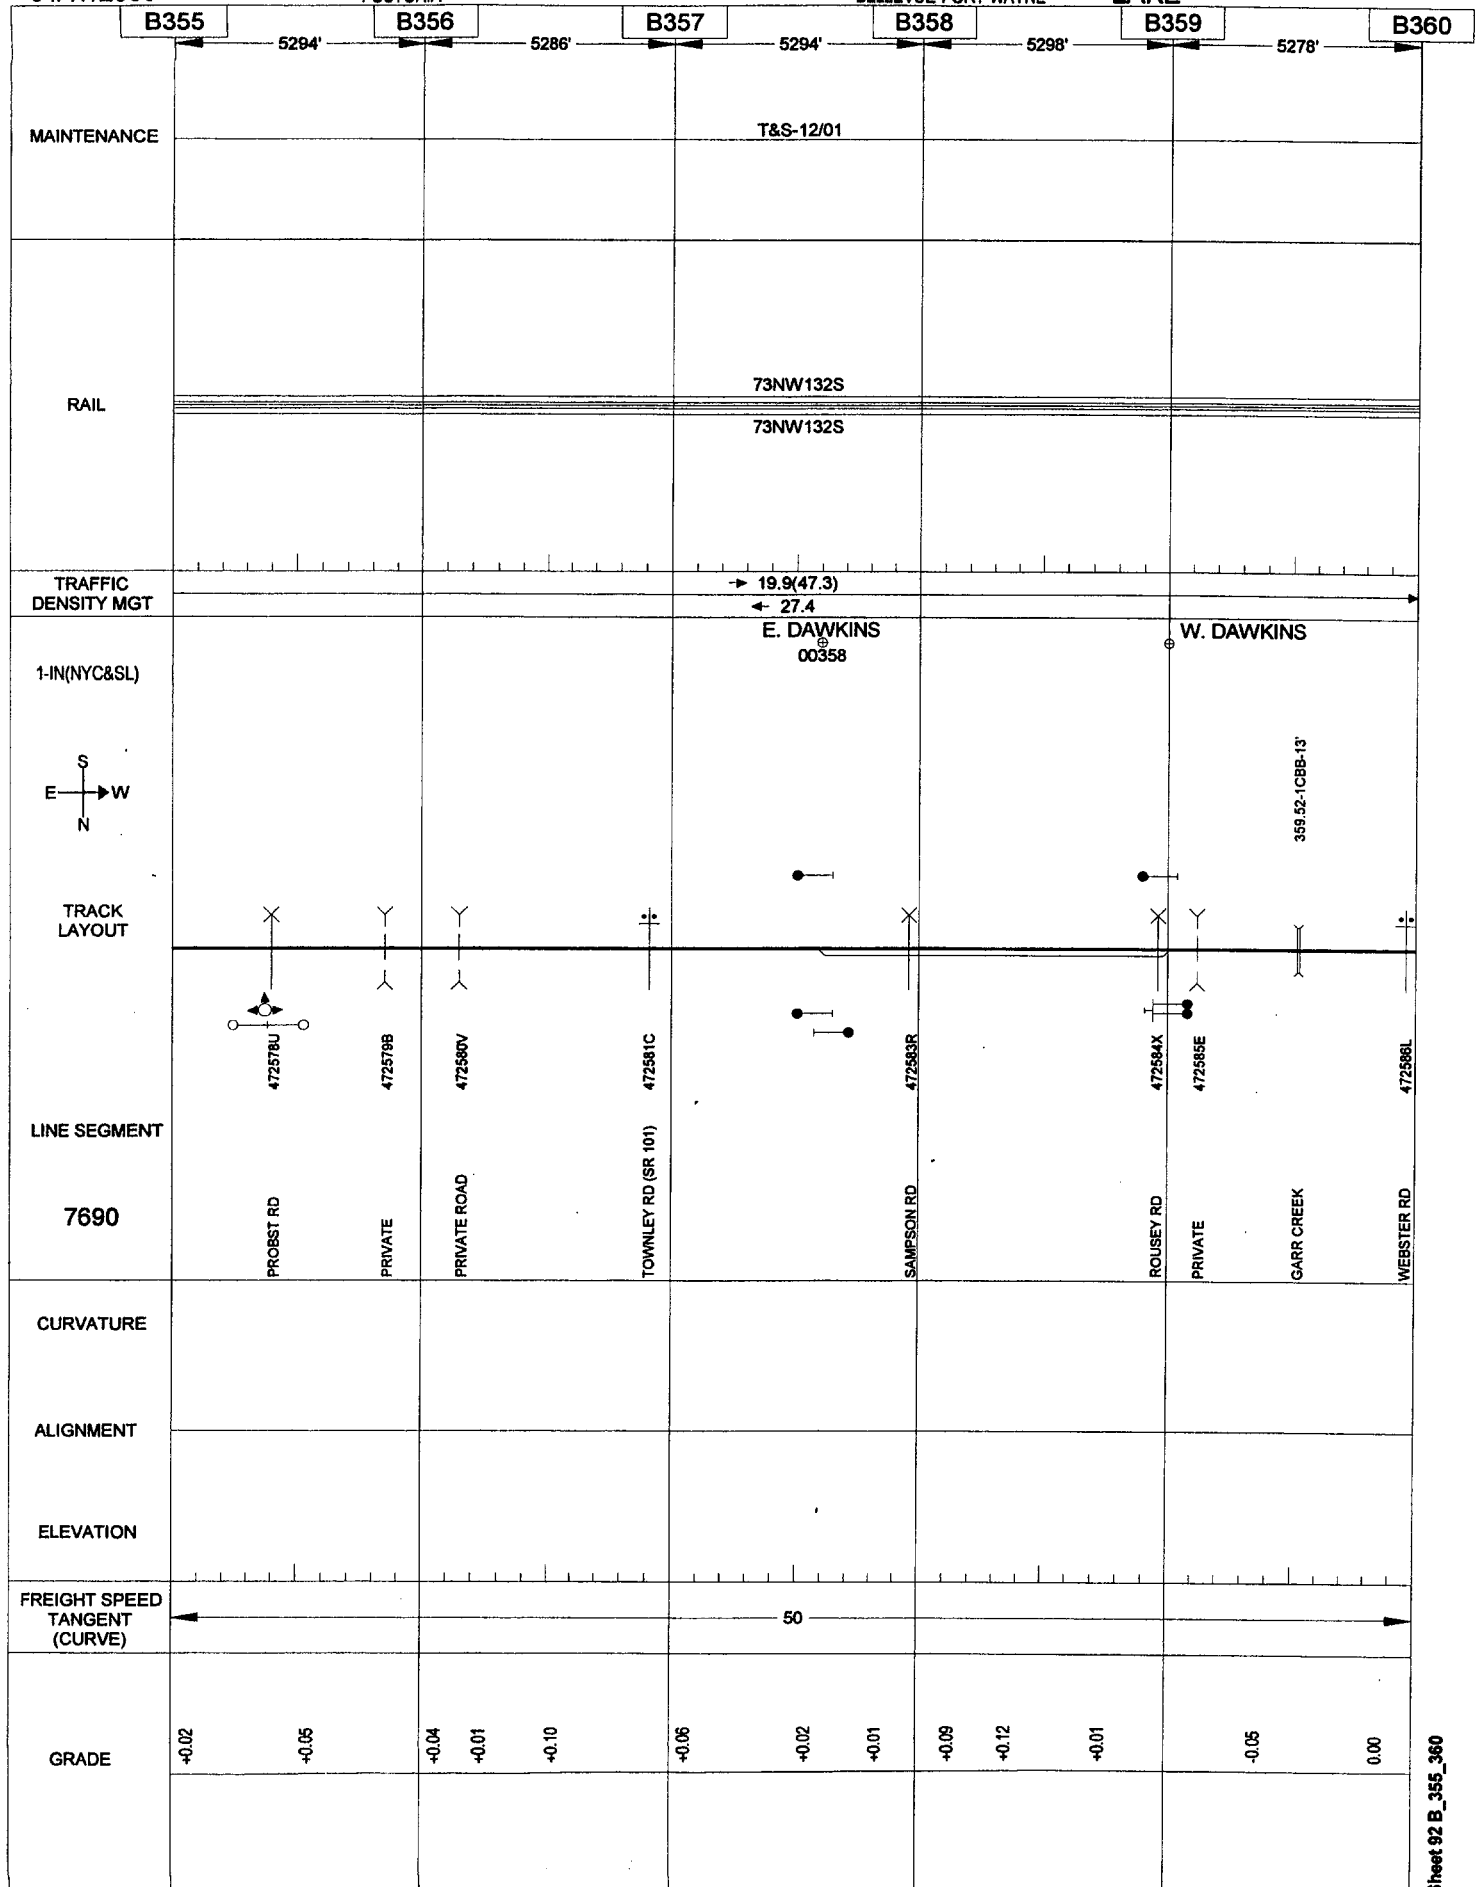 B355 B356 B357 B358 B359 B360
5294' 5286' 5294' 5298' 5278'
MAINTENANCE
T&S-12/01
RAIL
73NW132S
73NW132S
TRAFFIC
DENSITY MGT
19.9(47.3)
27.4
E. DAWKINS
00358
W. DAWKINS
1-IN(NYC&SL)
S
E W
N
359.52-1CBB-13'
TRACK
LAYOUT
472578U
472579B
472580V
472581C
472583R
472584X
472585E
472586L
LINE SEGMENT
7690
PROBST RD
PRIVATE
PRIVATE ROAD
TOWNLEY RD (SR 101)
SAMPSON RD
ROUSEY RD
PRIVATE
GARR CREEK
WEBSTER RD
CURVATURE
ALIGNMENT
ELEVATION
FREIGHT SPEED
TANGENT
(CURVE)
50
GRADE
+0.02
+0.05
+0.04
+0.01
+0.10
+0.06
+0.02
+0.01
+0.09
+0.12
+0.01
-0.05
0.00
Sheet 92 B_355_360